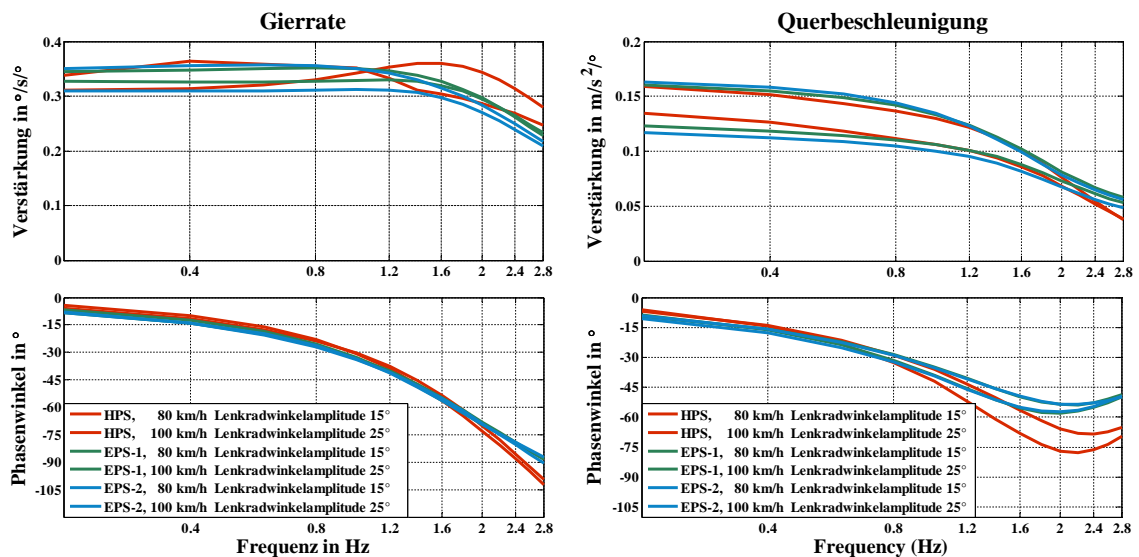 Gierrate
Verstärkung in °/s/°
0.4
0.3
0.2
0.1
0
0.4 0.8 1.2 1.6 2 2.4 2.8
Querbeschleunigung
Verstärkung in m/s²/°
0.2
0.15
0.1
0.05
0
0.4 0.8 1.2 1.6 2 2.4 2.8
Phasenwinkel in °
0
-15
-30
-45
-60
-75
-90
-105
HPS, 80 km/h Lenkradwinkelamplitude 15°
HPS, 100 km/h Lenkradwinkelamplitude 25°
EPS-1, 80 km/h Lenkradwinkelamplitude 15°
EPS-1, 100 km/h Lenkradwinkelamplitude 25°
EPS-2, 80 km/h Lenkradwinkelamplitude 15°
EPS-2, 100 km/h Lenkradwinkelamplitude 25°
0.4 0.8 1.2 1.6 2 2.4 2.8
Frequenz in Hz
Phasenwinkel in °
0
-15
-30
-45
-60
-75
-90
-105
HPS, 80 km/h Lenkradwinkelamplitude 15°
HPS, 100 km/h Lenkradwinkelamplitude 25°
EPS-1, 80 km/h Lenkradwinkelamplitude 15°
EPS-1, 100 km/h Lenkradwinkelamplitude 25°
EPS-2, 80 km/h Lenkradwinkelamplitude 15°
EPS-2, 100 km/h Lenkradwinkelamplitude 25°
0.4 0.8 1.2 1.6 2 2.4 2.8
Frequency (Hz)